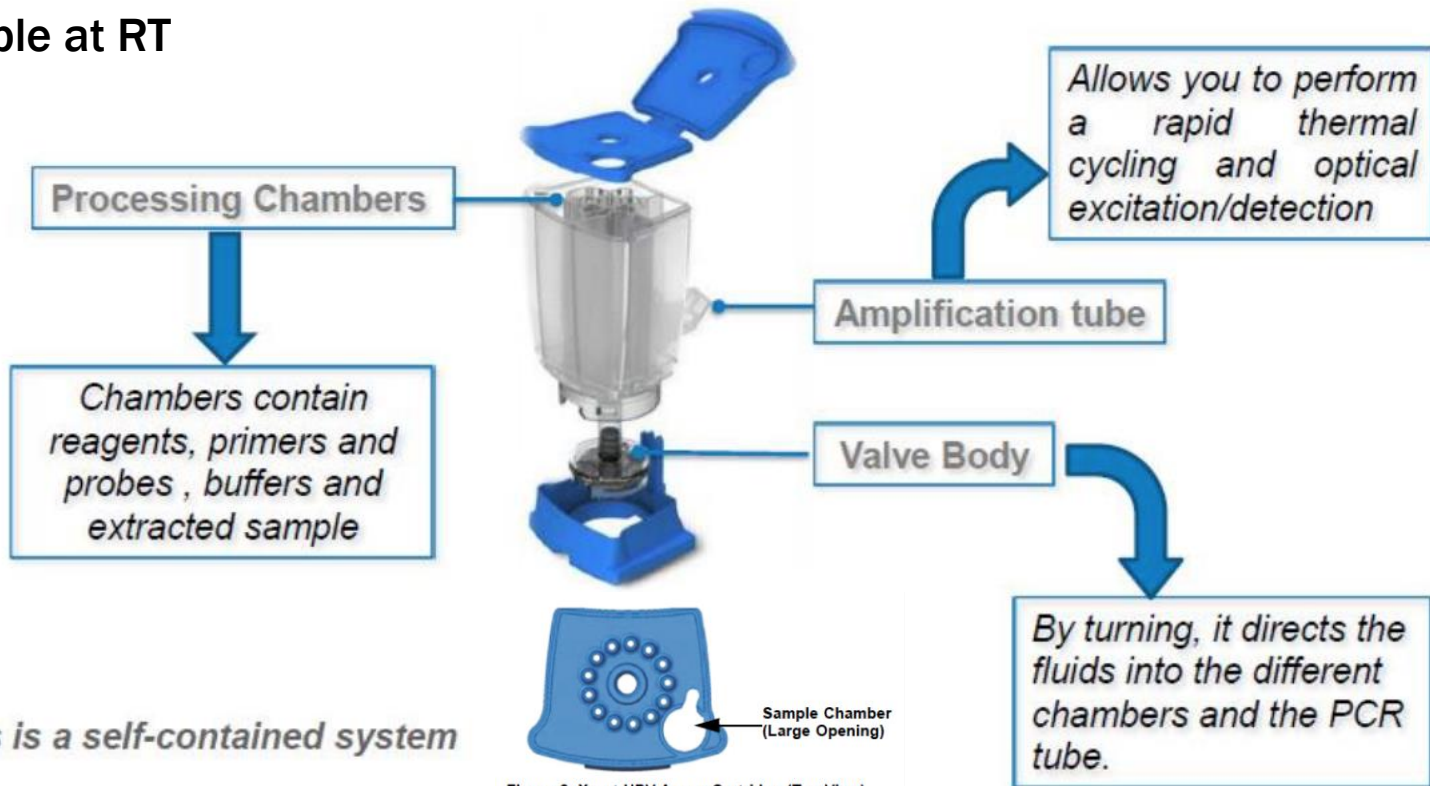 at RT
Allows you to perform
a rapid thermal
cycling and optical
excitation/detection
Processing Chambers
Amplification tube
Chambers contain
reagents, primers and
probes , buffers and
extracted sample
Valve Body
By turning, it directs the
fluids into the different
chambers and the PCR
tube.
Sample Chamber
(Large Opening)
is a self-contained system